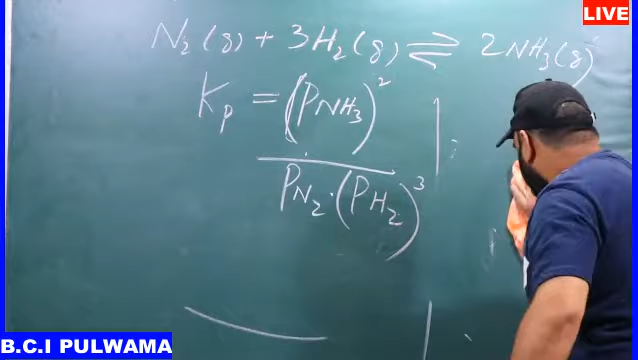 LIVE
N₂(g) + 3H₂(g) ⇌ 2NH₃(g)
Kp = (PNH₃)²
PN₂ · (PH₂)³
B.C.I PULWAMA